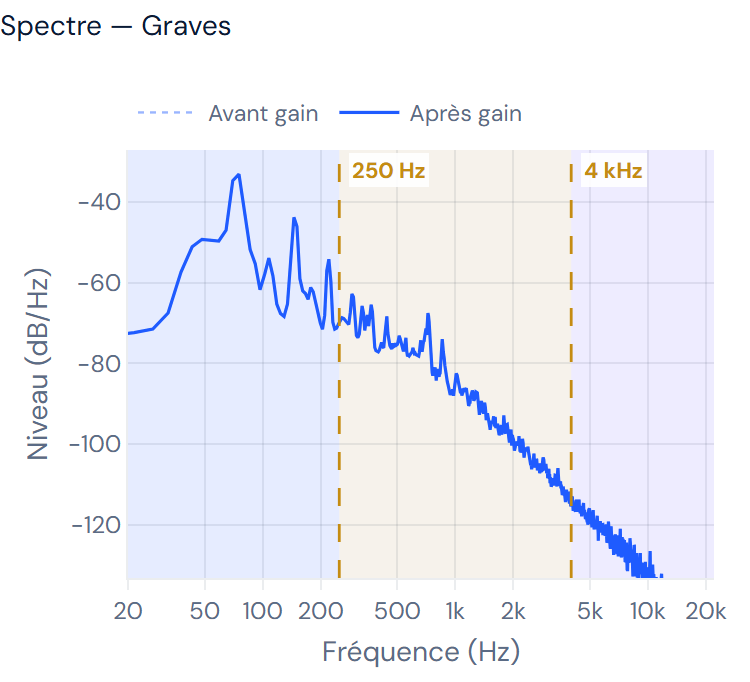 Spectre — Graves
Avant gain Après gain
250 Hz 4 kHz
Niveau (dB/Hz)
−40
−60
−80
−100
−120
20 50 100 200 500 1k 2k 5k 10k 20k
Fréquence (Hz)